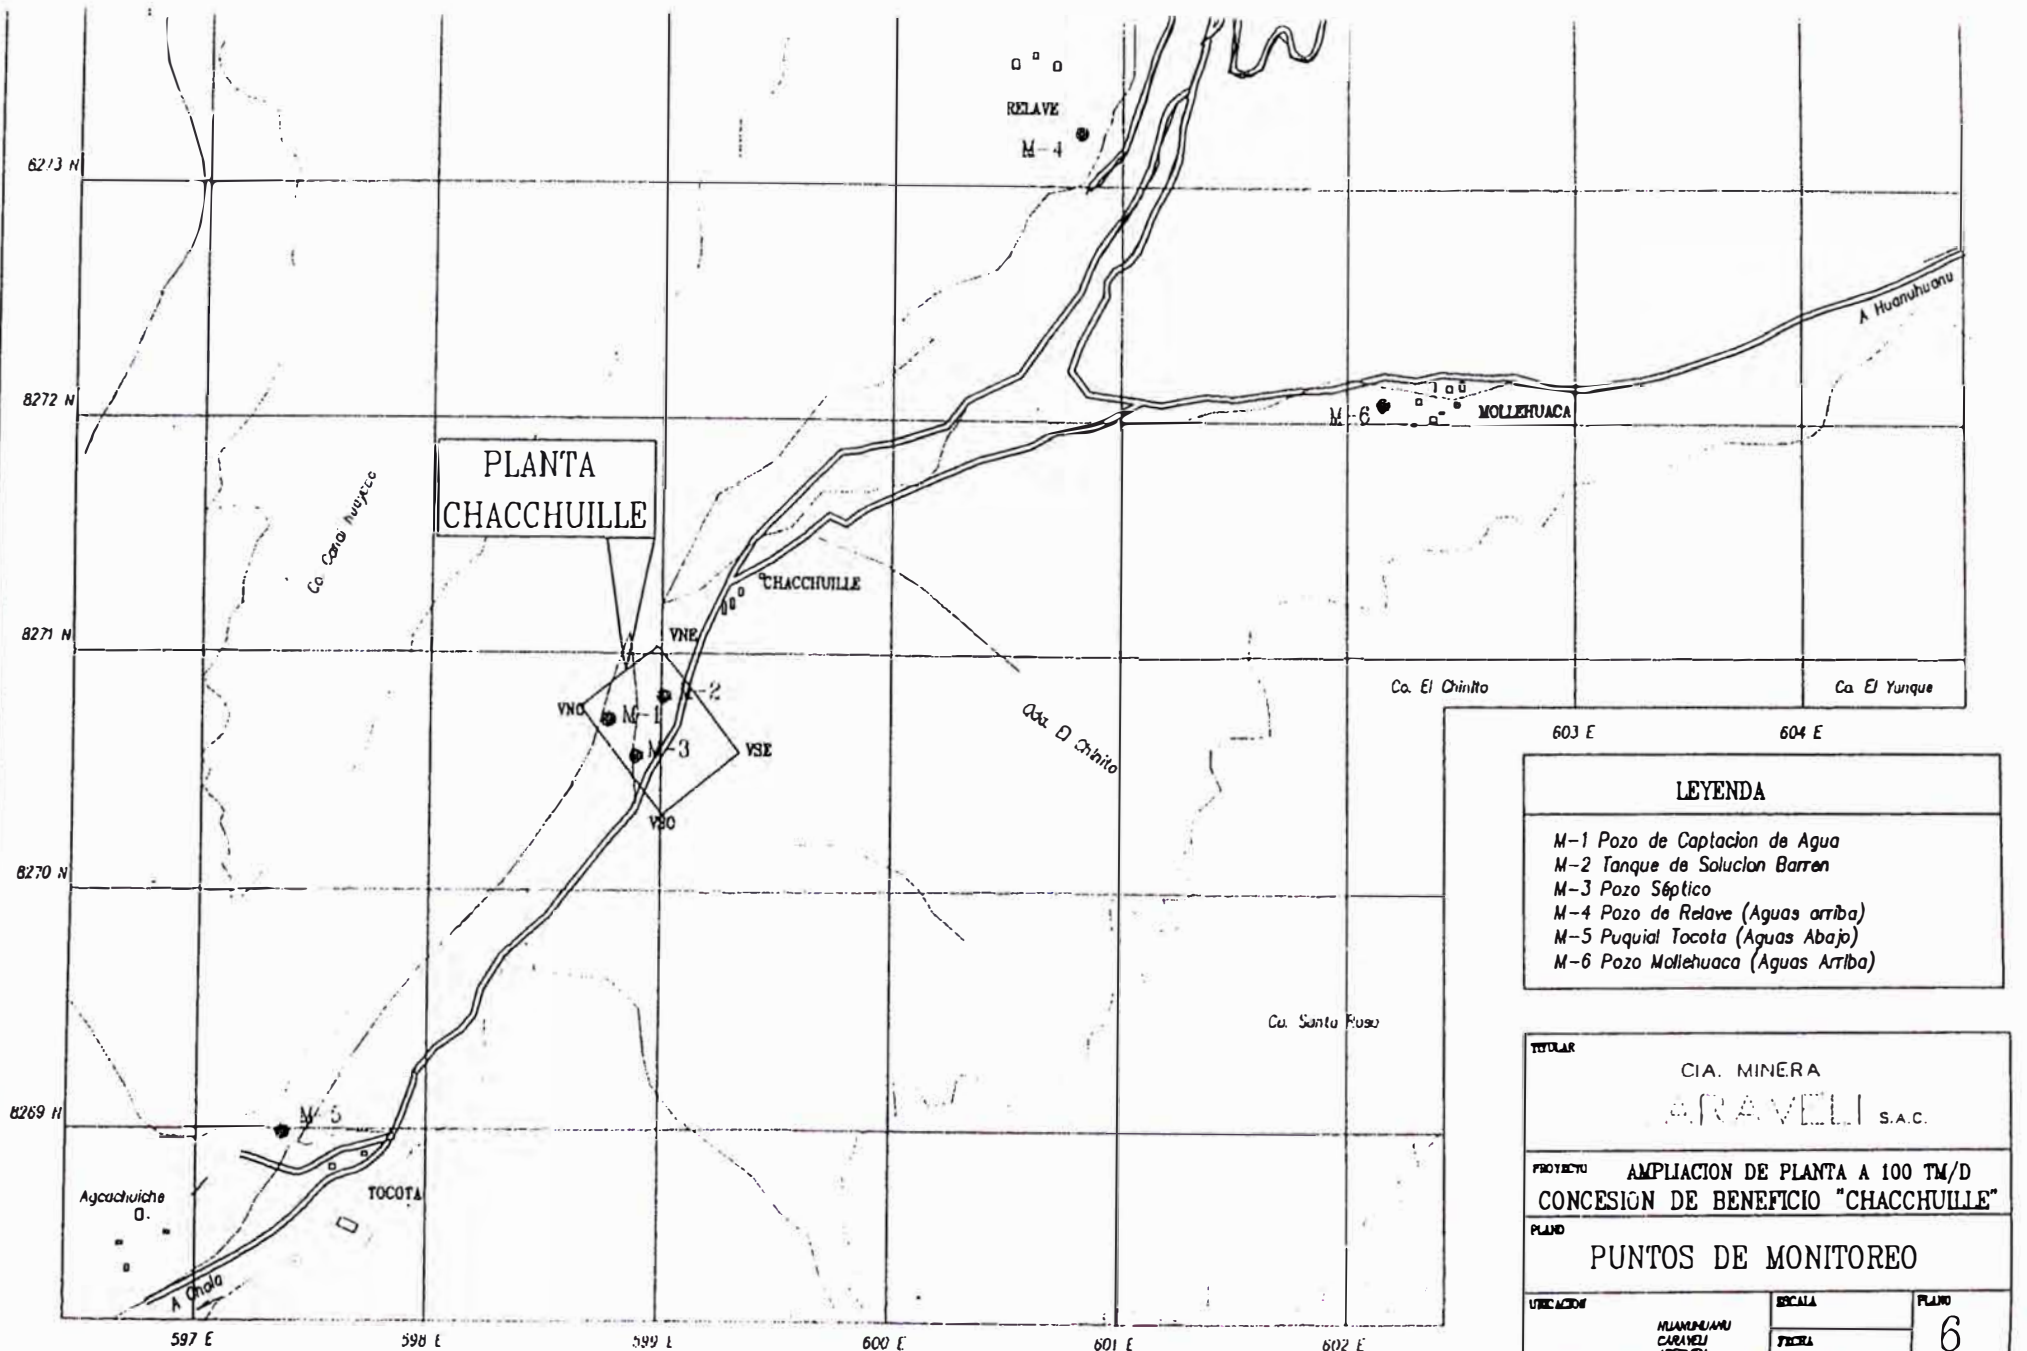 RELAVE
M-4
8273 N
A Huanuhuanu
8272 N
M-6
MOLLEHUACA
PLANTA
CHACCHUILLE
CHACCHUILLE
8271 N
VNE
Co. El Chinito
Co. El Yunque
VNO
M-1
M-3
VSE
Qda. El Chinito
603 E
604 E
VSO
LEYENDA
M-1 Pozo de Captacion de Agua
M-2 Tanque de Solucion Barren
M-3 Pozo Séptico
M-4 Pozo de Relave (Aguas arriba)
M-5 Puquial Tocota (Aguas Abajo)
M-6 Pozo Mollehuaca (Aguas Arriba)
8270 N
Co. Santa Rosa
8269 N
M-5
TOCOTA
A Chala
597 E
598 E
599 E
600 E
601 E
602 E
TITULAR
CIA. MINERA
ARAVELI S.A.C.
PROYECTO AMPLIACION DE PLANTA A 100 TM/D
CONCESION DE BENEFICIO "CHACCHUILLE"
PLANO
PUNTOS DE MONITOREO
UBICACION
ESCALA
PLANO
HUANUHUANU
CARAVELI
FECHA
6